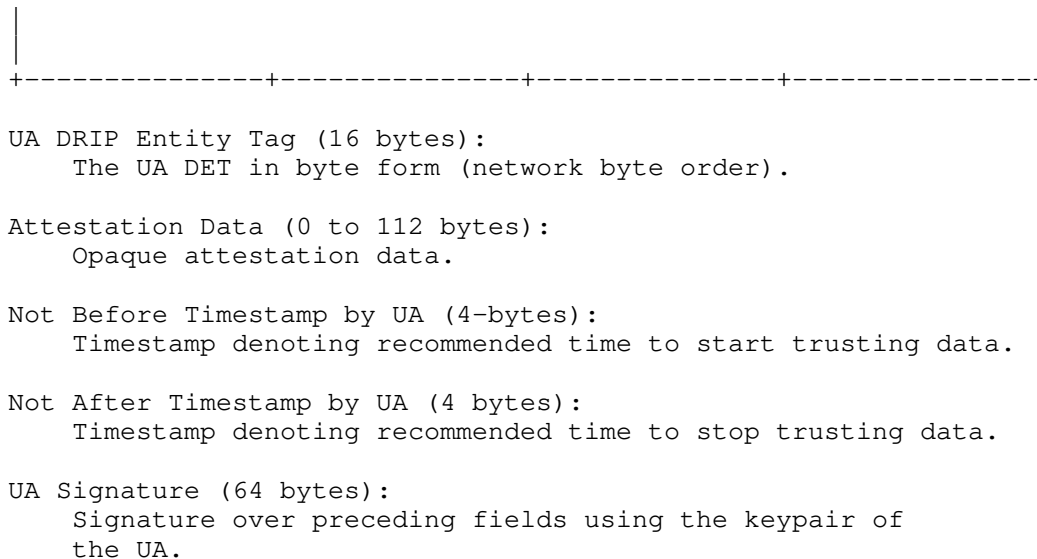 |
|
+---------------+---------------+---------------+---------------+
UA DRIP Entity Tag (16 bytes):
The UA DET in byte form (network byte order).
Attestation Data (0 to 112 bytes):
Opaque attestation data.
Not Before Timestamp by UA (4-bytes):
Timestamp denoting recommended time to start trusting data.
Not After Timestamp by UA (4 bytes):
Timestamp denoting recommended time to stop trusting data.
UA Signature (64 bytes):
Signature over preceding fields using the keypair of
the UA.